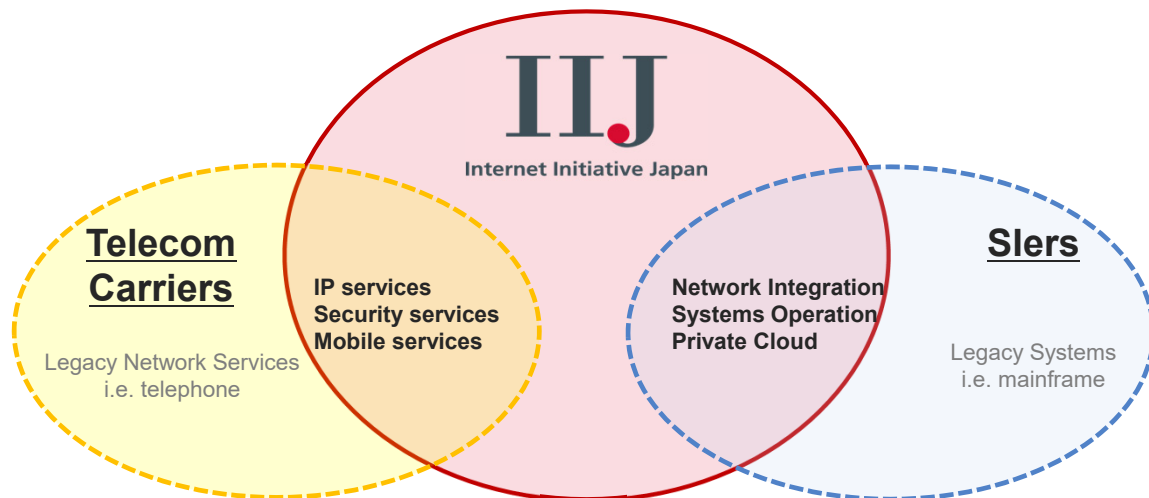 IIJ
Internet Initiative Japan
Telecom
Carriers
Legacy Network Services
i.e. telephone
IP services
Security services
Mobile services
Network Integration
Systems Operation
Private Cloud
SIers
Legacy Systems
i.e. mainframe